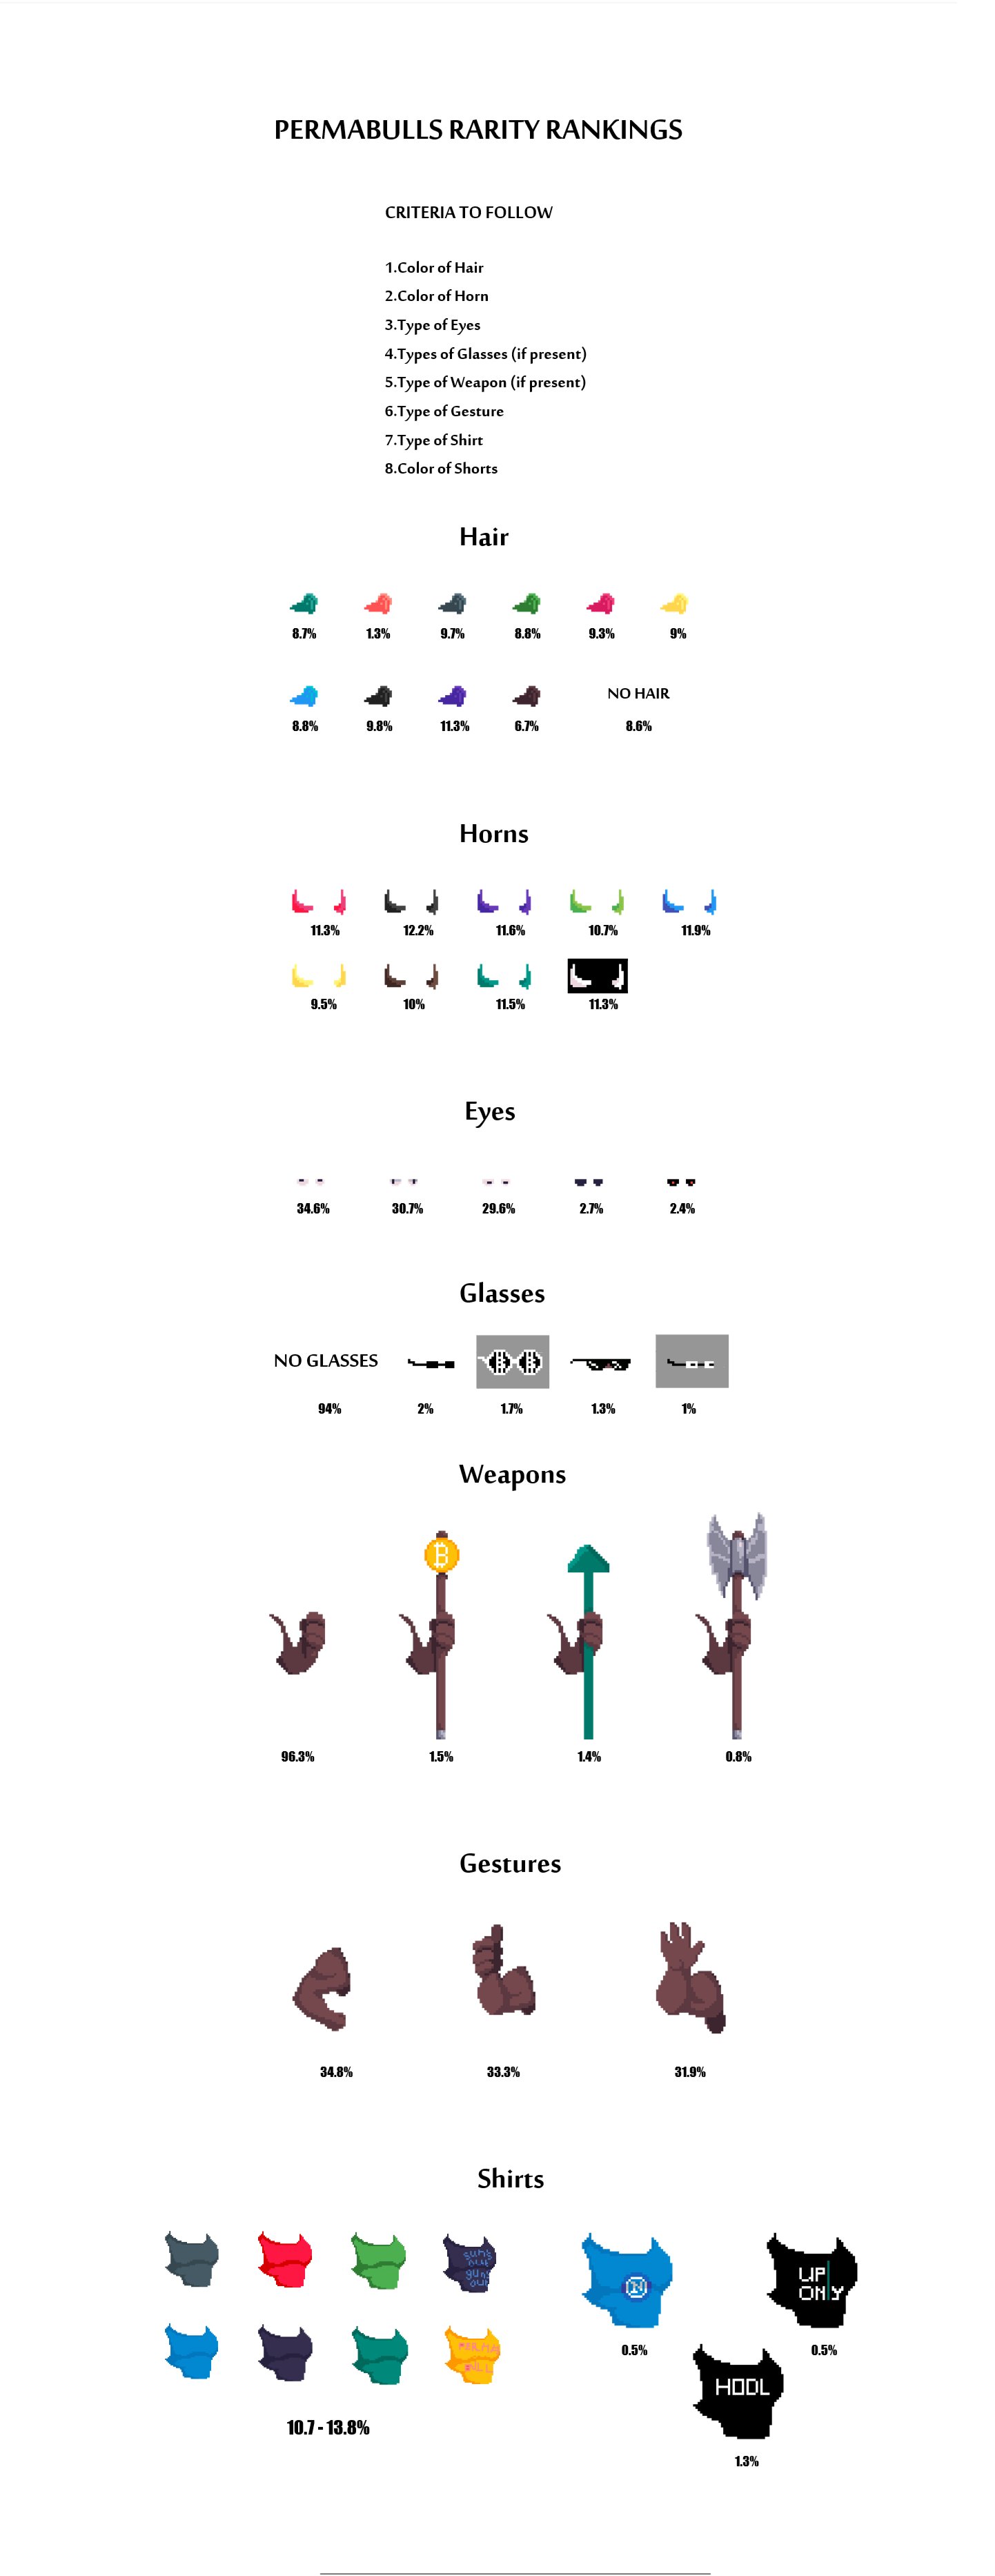 PERMABULLS RARITY RANKINGS
CRITERIA TO FOLLOW
1.Color of Hair
2.Color of Horn
3.Type of Eyes
4.Types of Glasses (if present)
5.Type of Weapon (if present)
6.Type of Gesture
7.Type of Shirt
8.Color of Shorts
Hair
8.7% 1.3% 9.7% 8.8% 9.3% 9%
NO HAIR
8.8% 9.8% 11.3% 6.7% 8.6%
Horns
11.3% 12.2% 11.6% 10.7% 11.9%
9.5% 10% 11.5% 11.3%
Eyes
34.6% 30.7% 29.6% 2.7% 2.4%
Glasses
NO GLASSES
94% 2% 1.7% 1.3% 1%
Weapons
96.3% 1.5% 1.4% 0.8%
Gestures
34.8% 33.3% 31.9%
Shirts
suns
out
guns
out
UP
ONLY
0.5% 0.5%
HODL
10.7 - 13.8%
1.3%